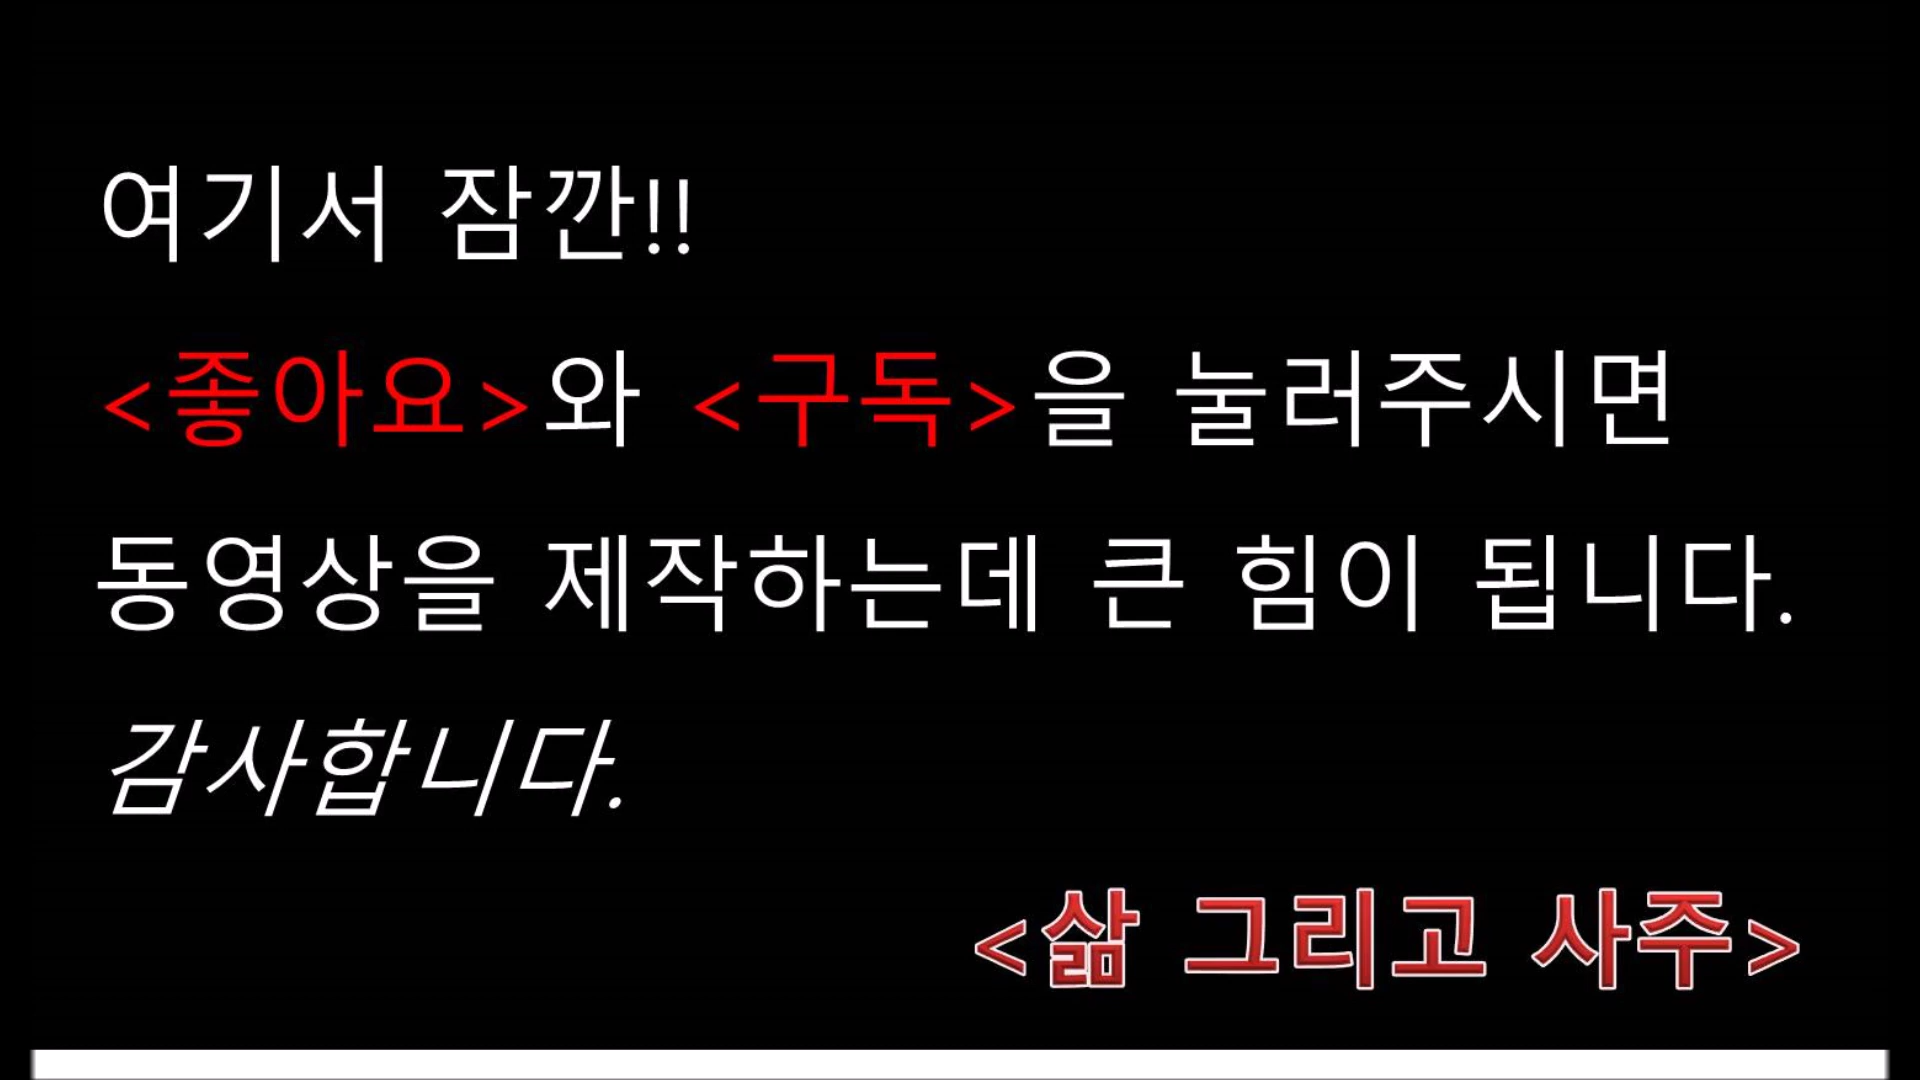 여기서 잠깐!!
<좋아요>와 <구독>을 눌러주시면
동영상을 제작하는데 큰 힘이 됩니다.
감사합니다.
<삶 그리고 사주>